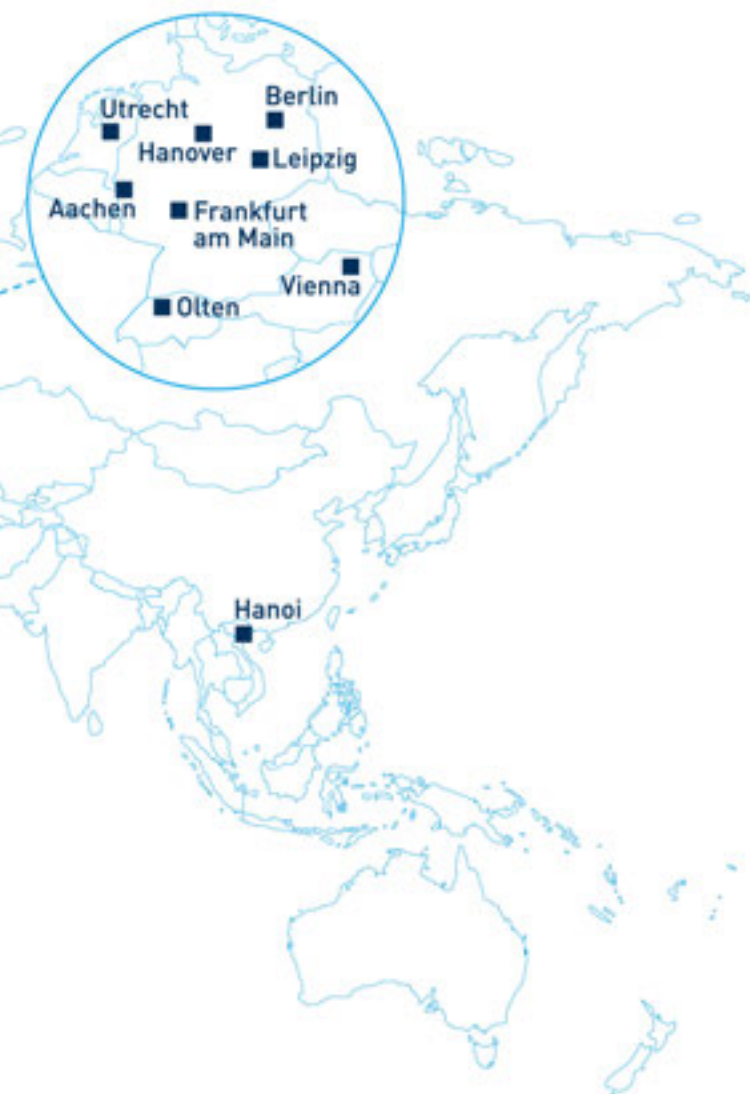 Utrecht
Berlin
Hanover
Leipzig
Aachen
Frankfurt
am Main
Vienna
Olten
Hanoi